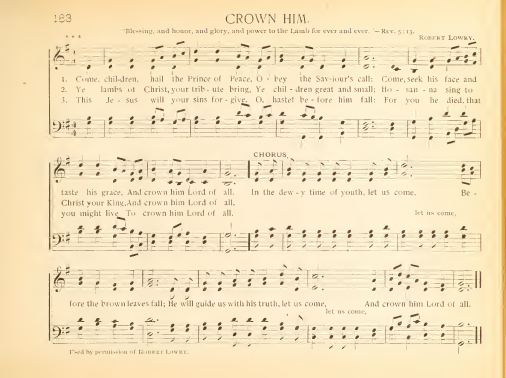 163
CROWN HIM.
"Blessing, and honor, and glory, and power to the Lamb for ever and ever."—Rev. 5:13.
* * *
ROBERT LOWRY.
1. Come, chil-dren, hail the Prince of Peace, O - bey the Sav-iour's call; Come, seek his face and
2. Ye lambs of Christ, your trib - ute bring, Ye chil - dren great and small; Ho - san - na sing to
3. This Je - sus will your sins for-give, O, haste! be - fore him fall: For you he died, that
CHORUS.
taste his grace, And crown him Lord of all. In the dew - y time of youth, let us come, Be -
Christ your King, And crown him Lord of all,
you might live To crown him Lord of all.
let us come,
fore the brown leaves fall; He will guide us with his truth, let us come, And crown him Lord of all.
let us come,
Used by permission of ROBERT LOWRY.